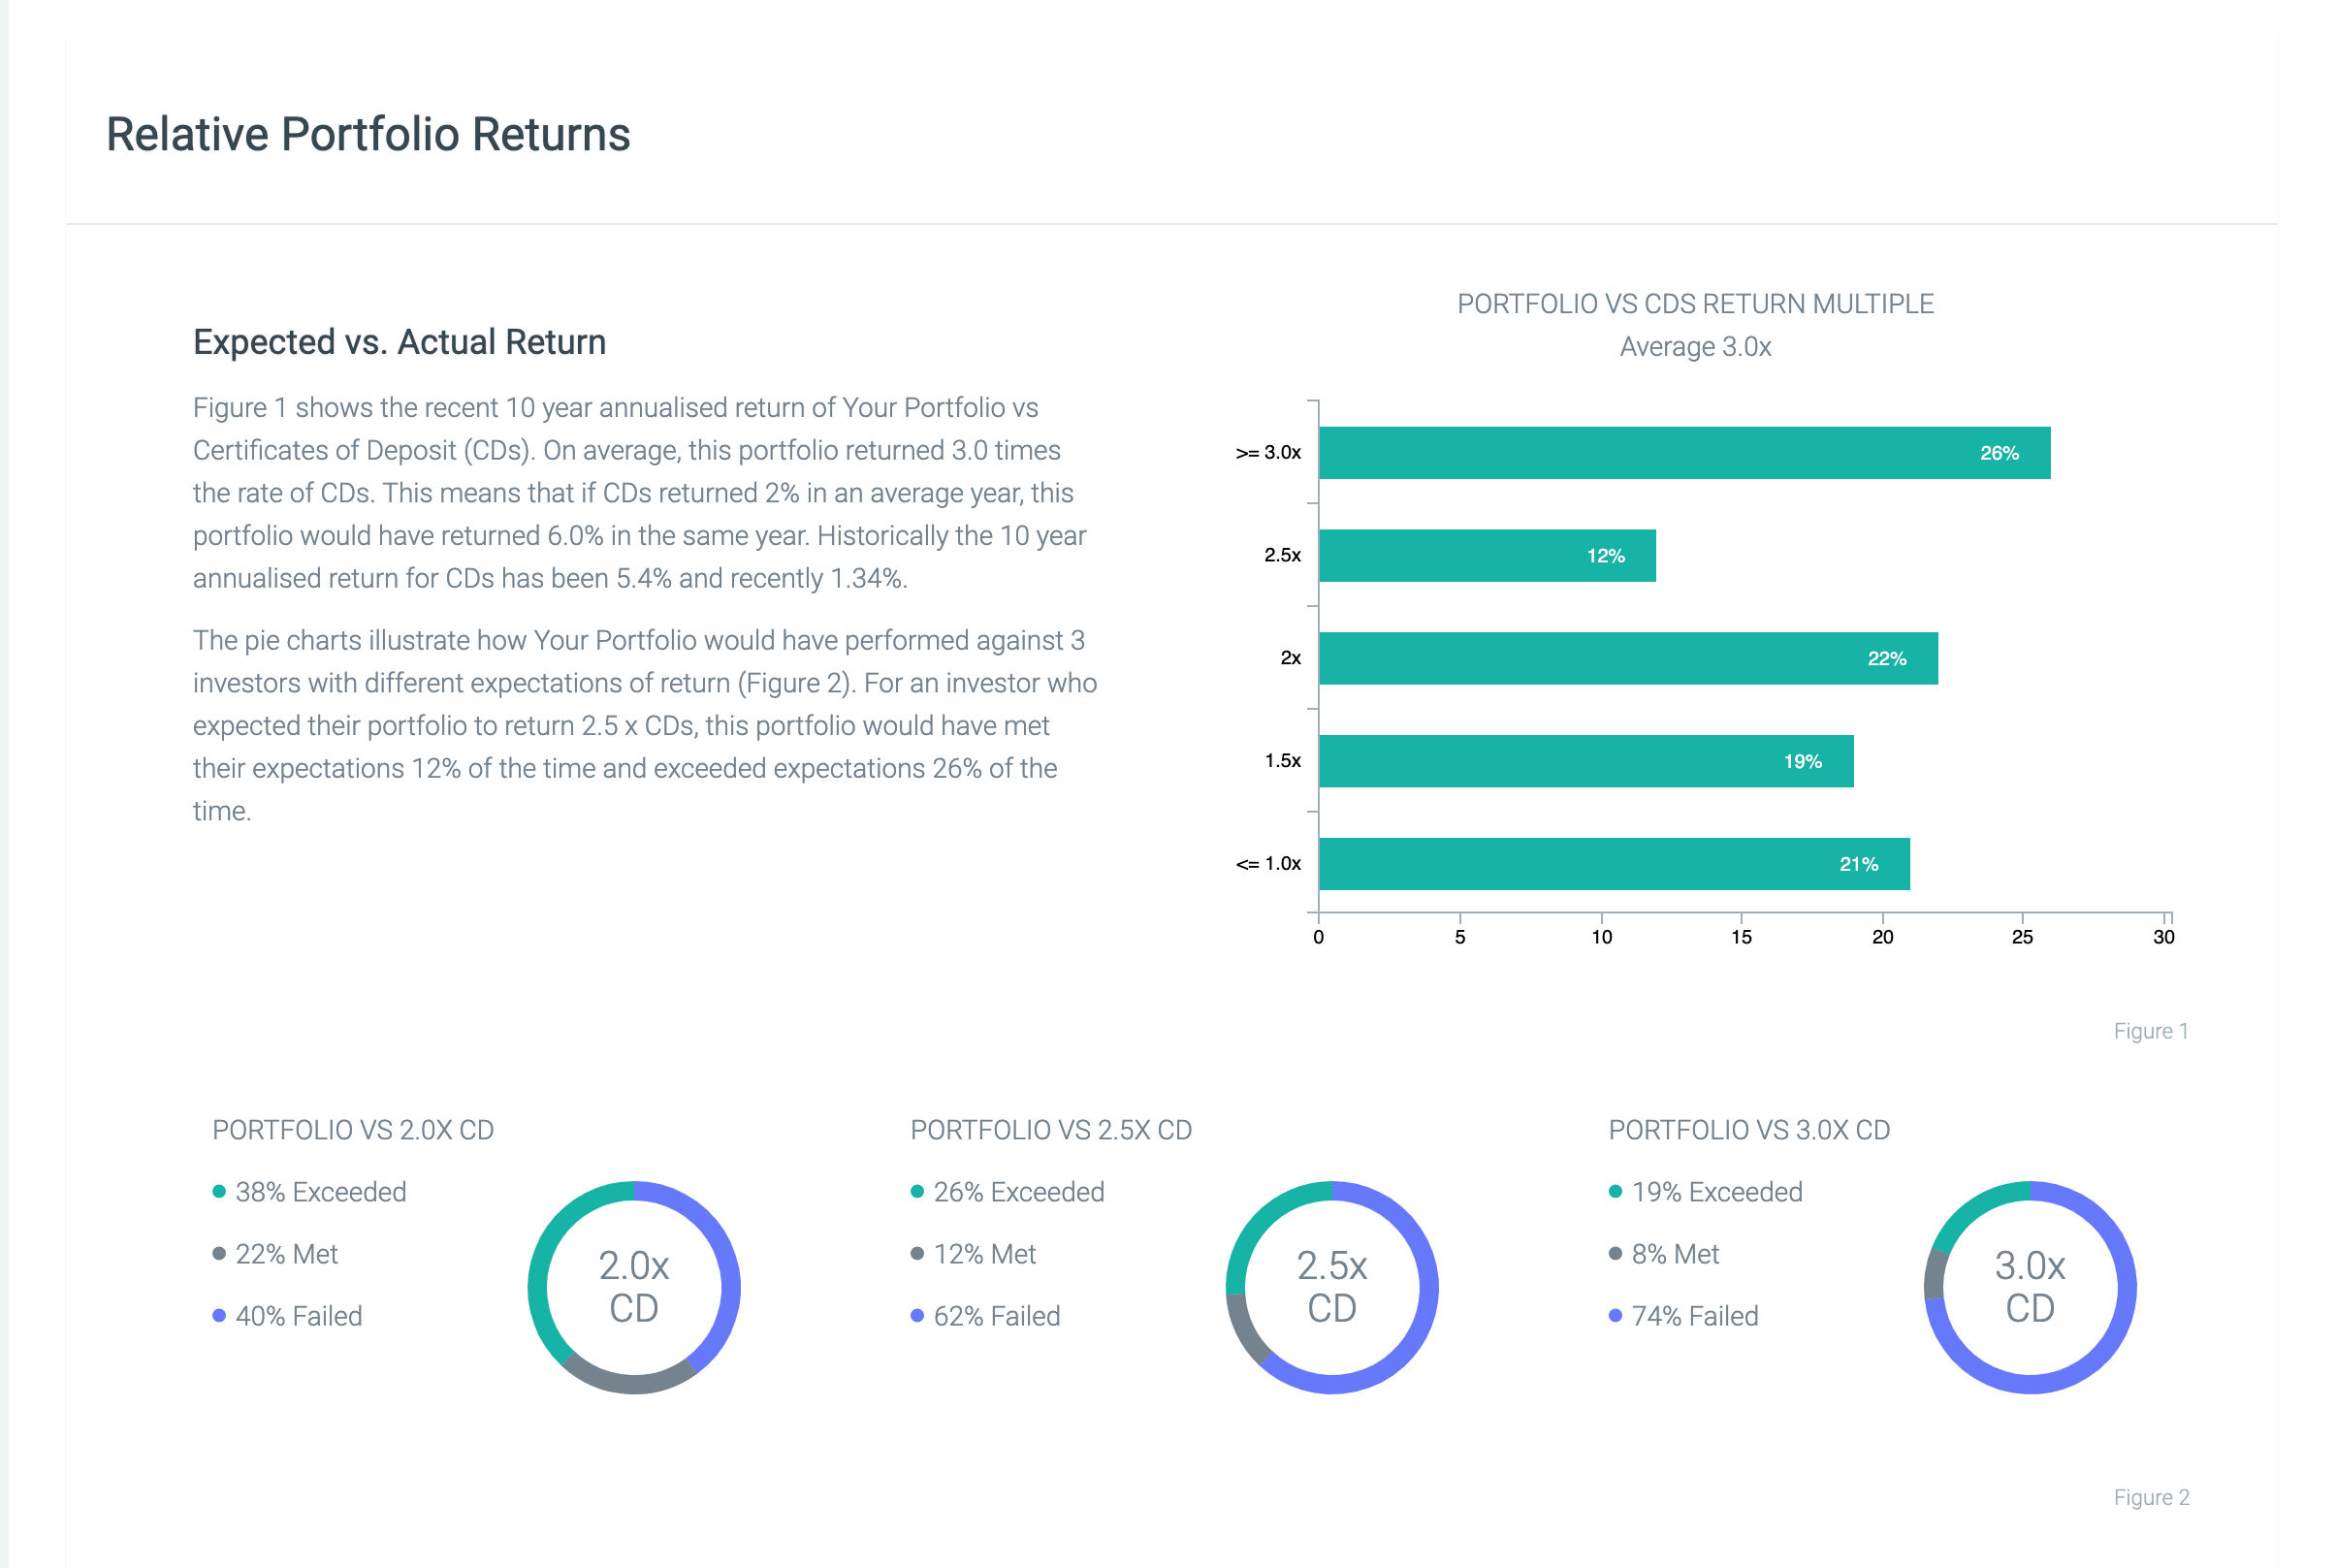 Relative Portfolio Returns
Expected vs. Actual Return
Figure 1 shows the recent 10 year annualised return of Your Portfolio vs
Certificates of Deposit (CDs). On average, this portfolio returned 3.0 times
the rate of CDs. This means that if CDs returned 2% in an average year, this
portfolio would have returned 6.0% in the same year. Historically the 10 year
annualised return for CDs has been 5.4% and recently 1.34%.
The pie charts illustrate how Your Portfolio would have performed against 3
investors with different expectations of return (Figure 2). For an investor who
expected their portfolio to return 2.5 x CDs, this portfolio would have met
their expectations 12% of the time and exceeded expectations 26% of the
time.
PORTFOLIO VS CDS RETURN MULTIPLE
Average 3.0x
>= 3.0x 26%
2.5x 12%
2x 22%
1.5x 19%
<= 1.0x 21%
0 5 10 15 20 25 30
Figure 1
PORTFOLIO VS 2.0X CD
38% Exceeded
22% Met
40% Failed
2.0x
CD
PORTFOLIO VS 2.5X CD
26% Exceeded
12% Met
62% Failed
2.5x
CD
PORTFOLIO VS 3.0X CD
19% Exceeded
8% Met
74% Failed
3.0x
CD
Figure 2